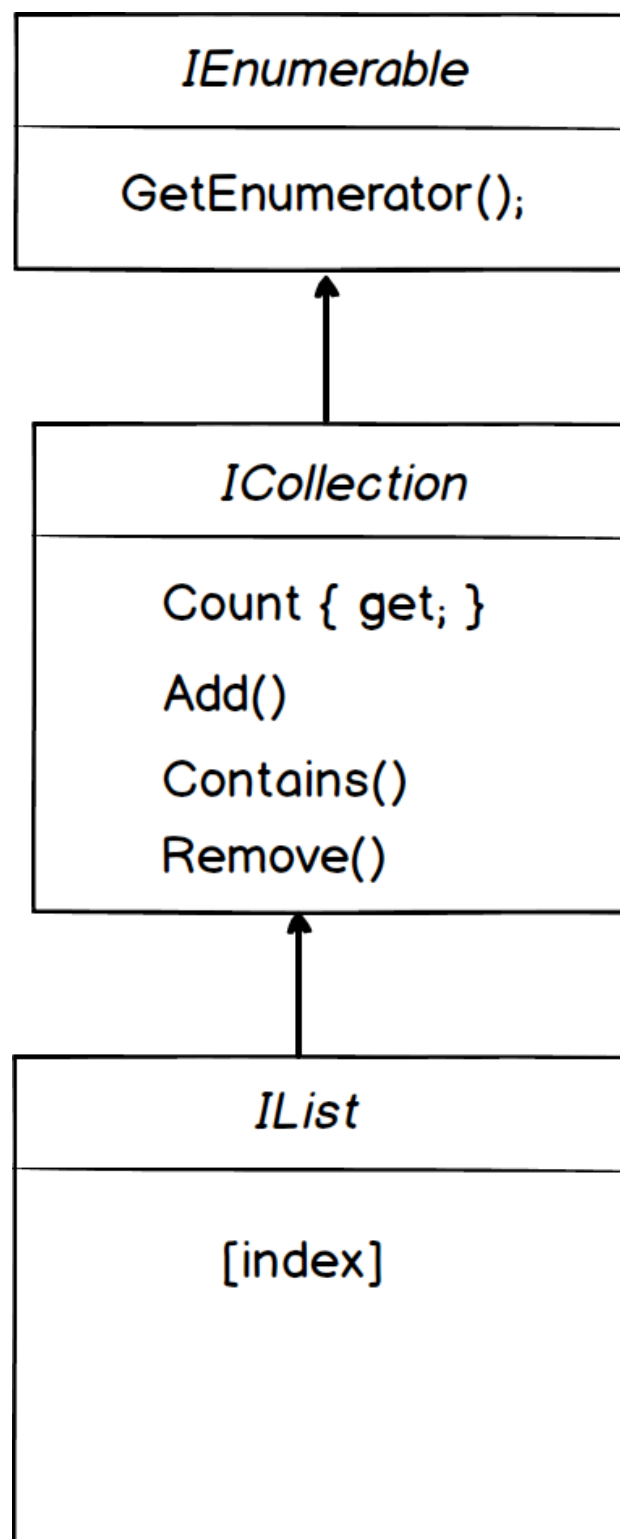 IEnumerable
GetEnumerator();
ICollection
Count { get; }
Add()
Contains()
Remove()
IList
[index]